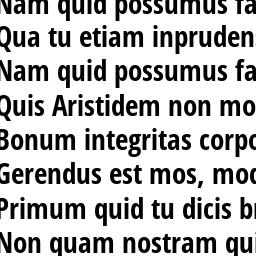 Nam quid possumus fa
Qua tu etiam inpruden
Nam quid possumus fa
Quis Aristidem non mo
Bonum integritas corpo
Gerendus est mos, mod
Primum quid tu dicis br
Non quam nostram qui